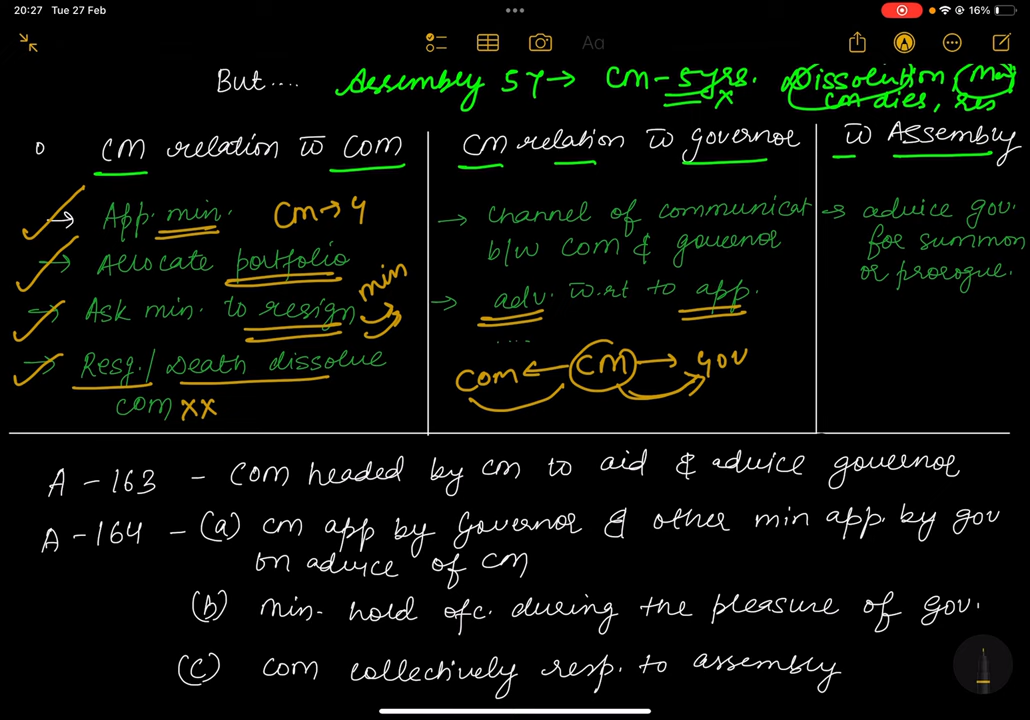 20:27 Tue 27 Feb
16%
Aa
But.... Assembly 5 Y → CM - 5 yrs. Dissolution,
x CM dies, res
CM relation to COM
→ App. min. CM → Y
→ Allocate portfolio
min
→ Ask min. to resign
→ Resg./Death dissolve
COM XX
CM relation to governor
→ channel of communicat
b/w COM & governor
→ adv. w.rt to app.
....
COM ← CM → gov
to Assembly
→ advice gov.
for summon
or prorogue.
A - 163 - COM headed by CM to aid & advice governor
A - 164 - (a) CM app by Governor & other min app. by gov
on advice of CM
(b) min. hold ofc. during the pleasure of gov.
(c) COM collectively resp. to assembly